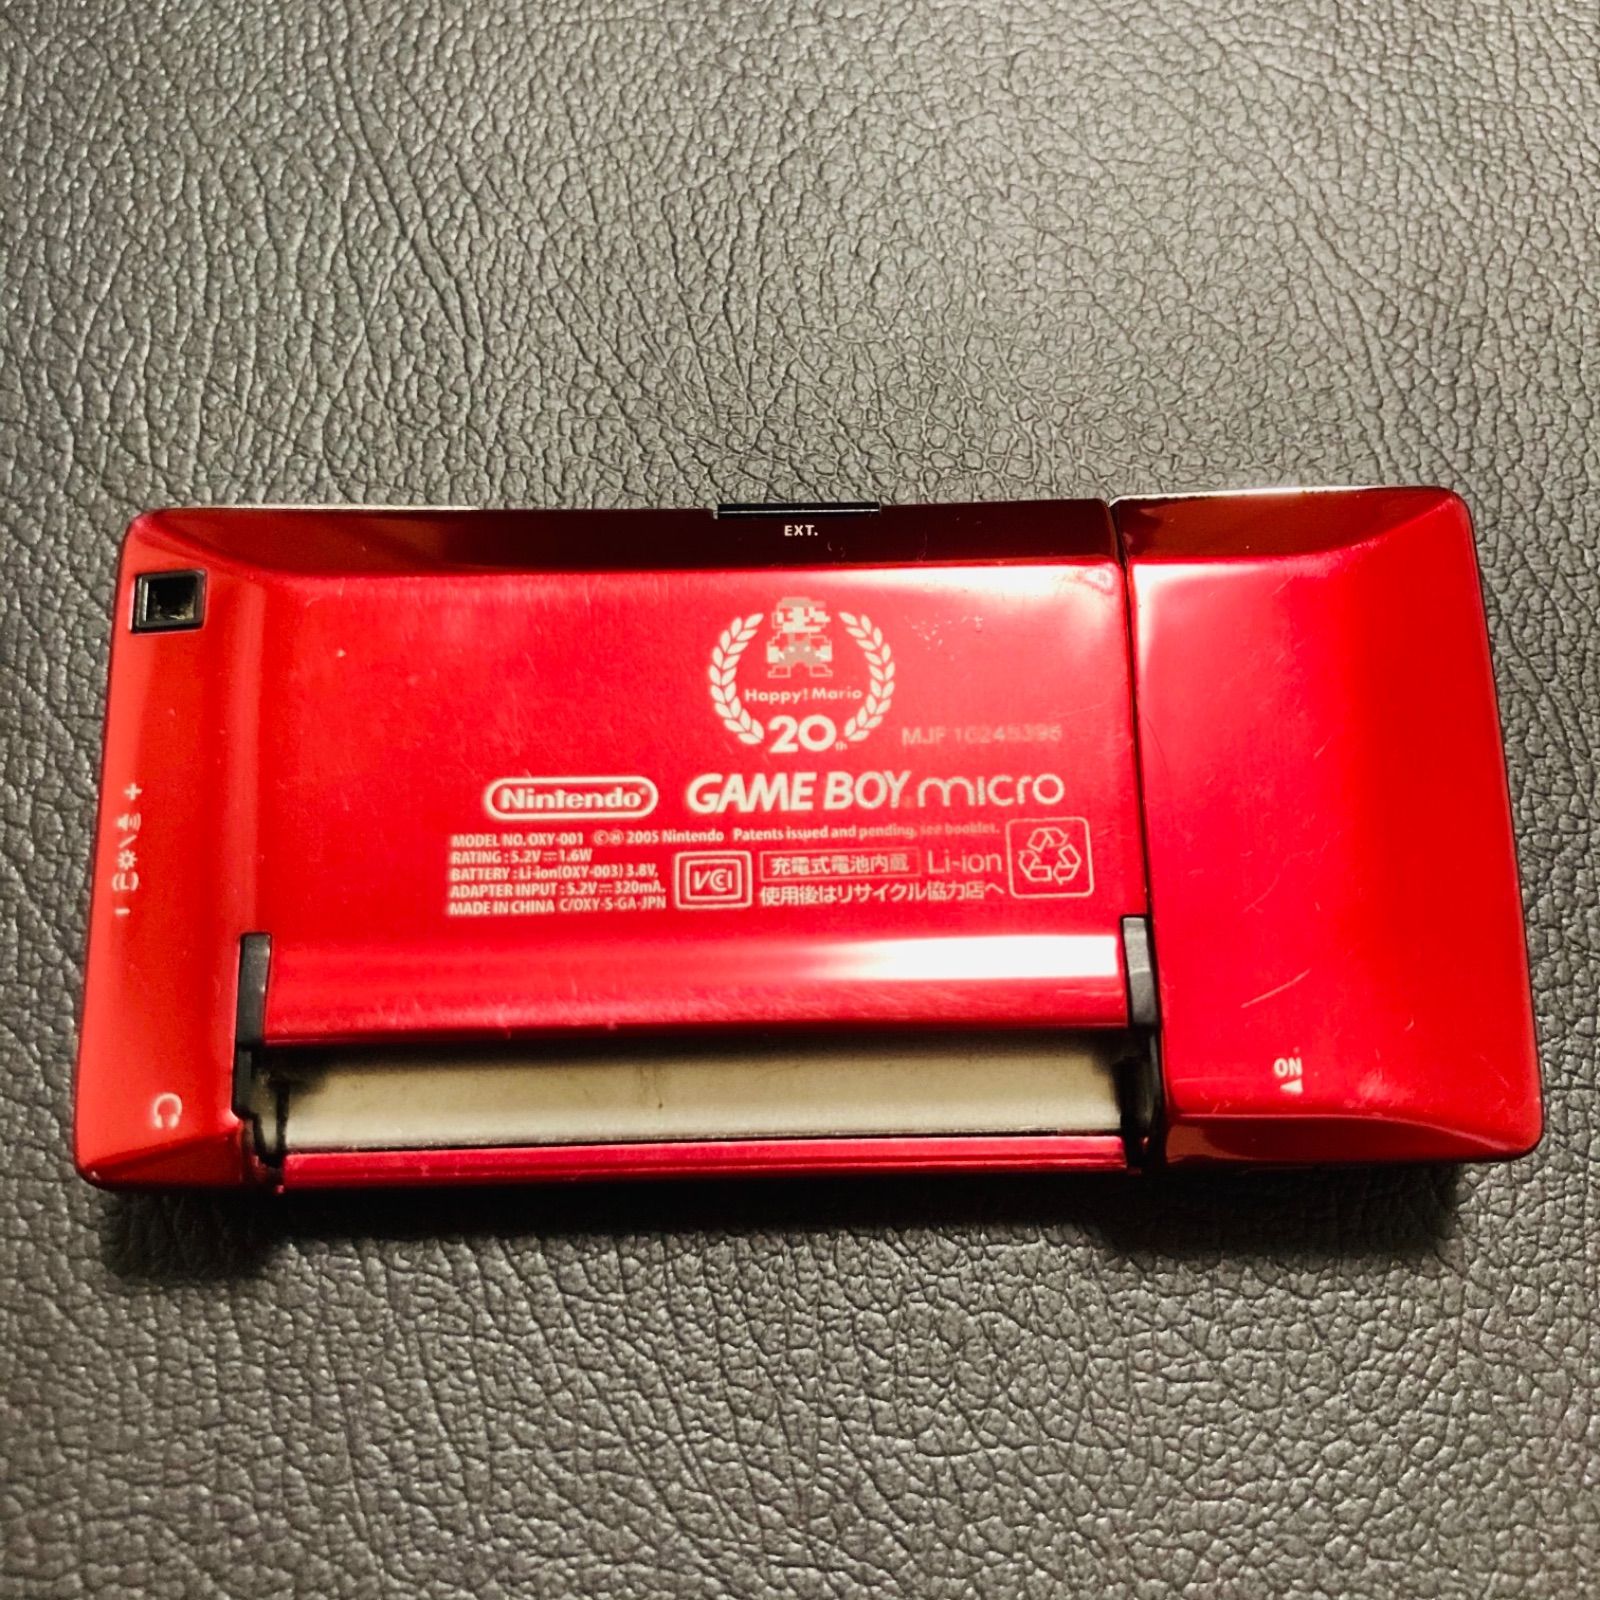 EXT.
Happy! Mario
20th
MJF 10245396
Nintendo
GAME BOY micro
MODEL NO. OXY-001 ©Ⓜ 2005 Nintendo Patents issued and pending, see booklet.
RATING : 5.2V⎓1.6W
BATTERY : Li-ion(OXY-003) 3.8V,
ADAPTER INPUT : 5.2V⎓320mA.
MADE IN CHINA C/OXY-S-GA-JPN
VCI
充電式電池内蔵 Li-ion
使用後はリサイクル協力店へ
+
(L)
−
ON